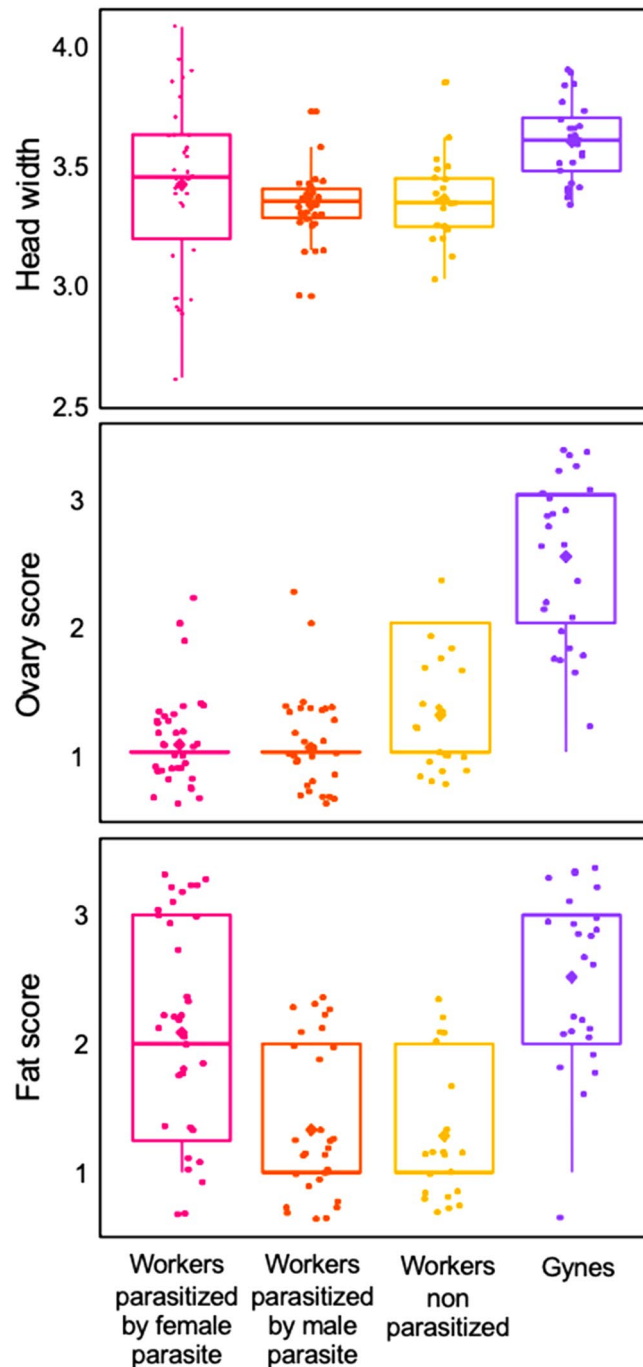 Head width
4.0
3.5
3.0
2.5
Ovary score
3
2
1
Fat score
3
2
1
Workers
parasitized
by female
parasite
Workers
parasitized
by male
parasite
Workers
non
parasitized
Gynes